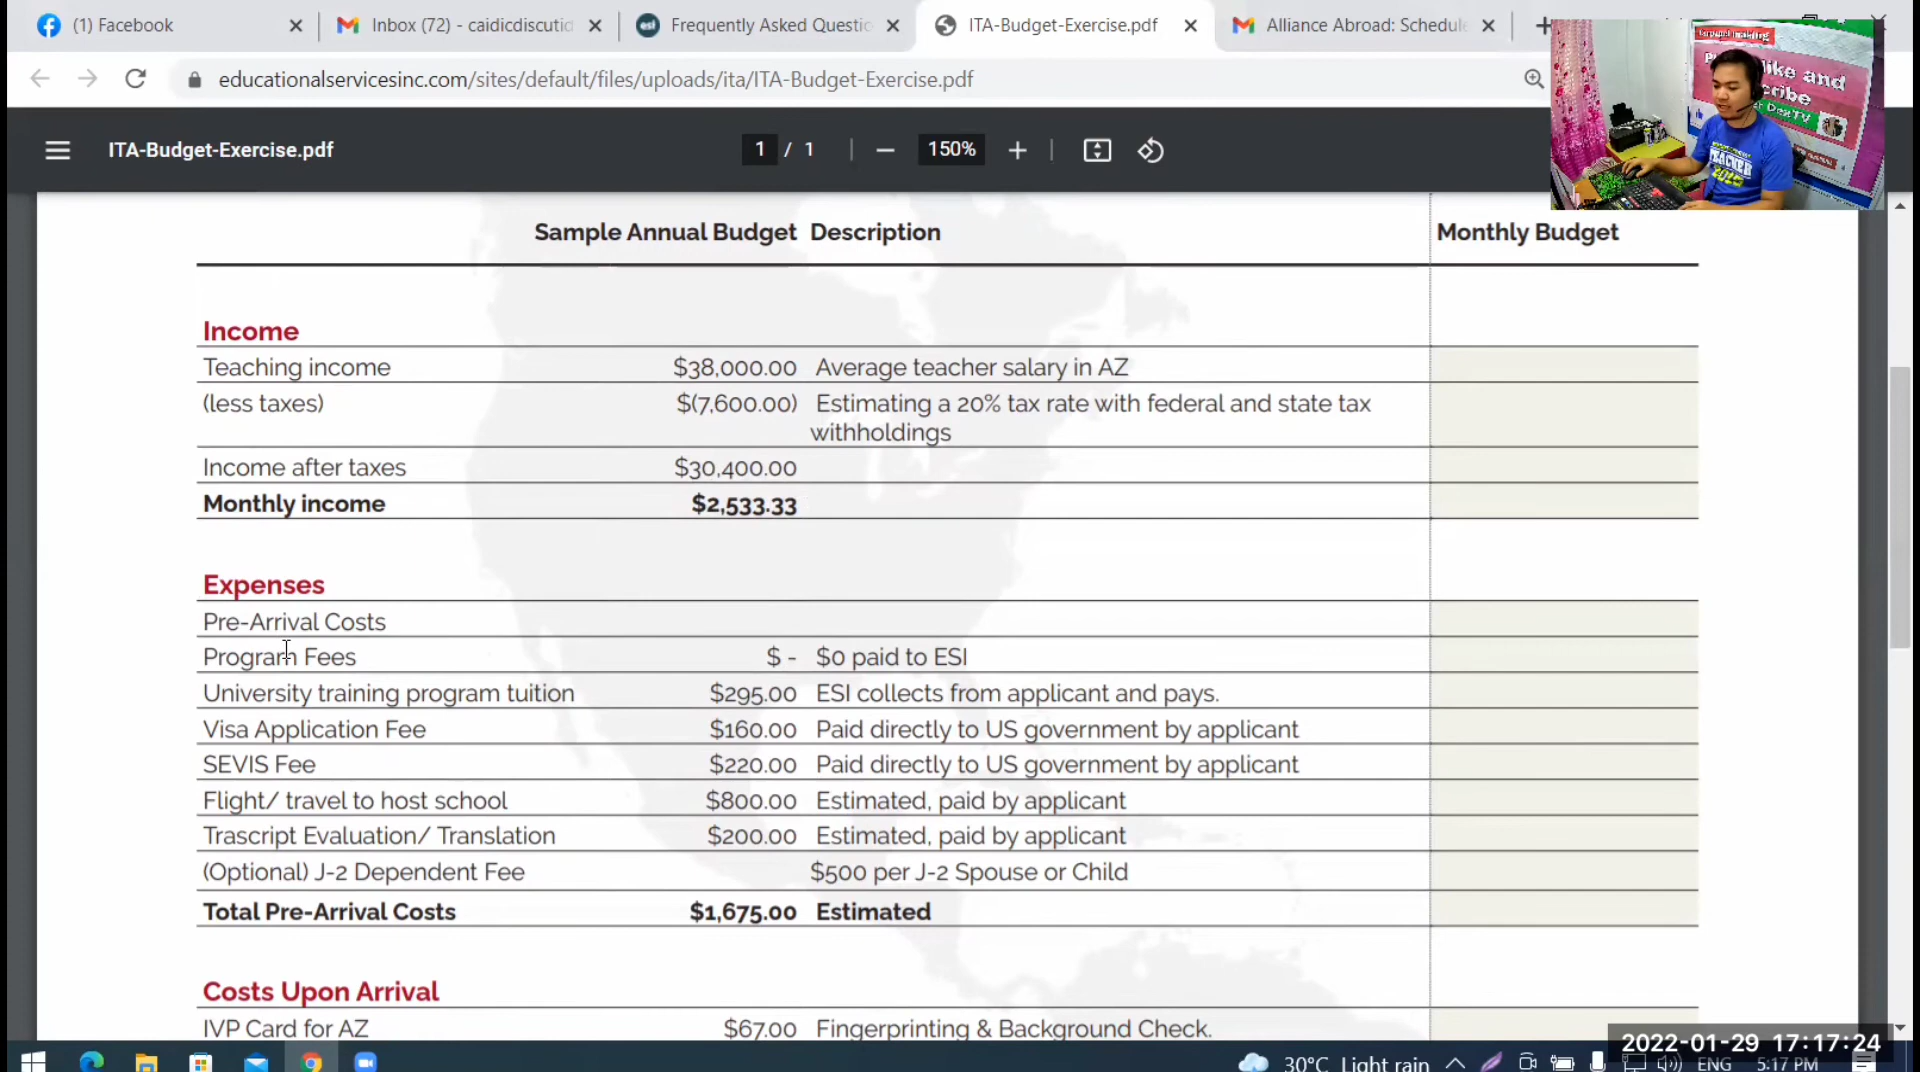 (1) Facebook
Inbox (72) - caidicdiscutid
Frequently Asked Questio
ITA-Budget-Exercise.pdf
Alliance Abroad: Schedule
educationalservicesinc.com/sites/default/files/uploads/ita/ITA-Budget-Exercise.pdf
ITA-Budget-Exercise.pdf
1 / 1
150%
like and
cribe
DexTV
TEACHER
Sample Annual Budget Description Monthly Budget
Income
Teaching income $38,000.00 Average teacher salary in AZ
(less taxes) $(7,600.00) Estimating a 20% tax rate with federal and state tax
withholdings
Income after taxes $30,400.00
Monthly income $2,533.33
Expenses
Pre-Arrival Costs
Program Fees $ - $0 paid to ESI
University training program tuition $295.00 ESI collects from applicant and pays.
Visa Application Fee $160.00 Paid directly to US government by applicant
SEVIS Fee $220.00 Paid directly to US government by applicant
Flight/ travel to host school $800.00 Estimated, paid by applicant
Trascript Evaluation/ Translation $200.00 Estimated, paid by applicant
(Optional) J-2 Dependent Fee $500 per J-2 Spouse or Child
Total Pre-Arrival Costs $1,675.00 Estimated
Costs Upon Arrival
IVP Card for AZ $67.00 Fingerprinting & Background Check.
2022-01-29 17:17:24
30°C Light rain
ENG
5:17 PM